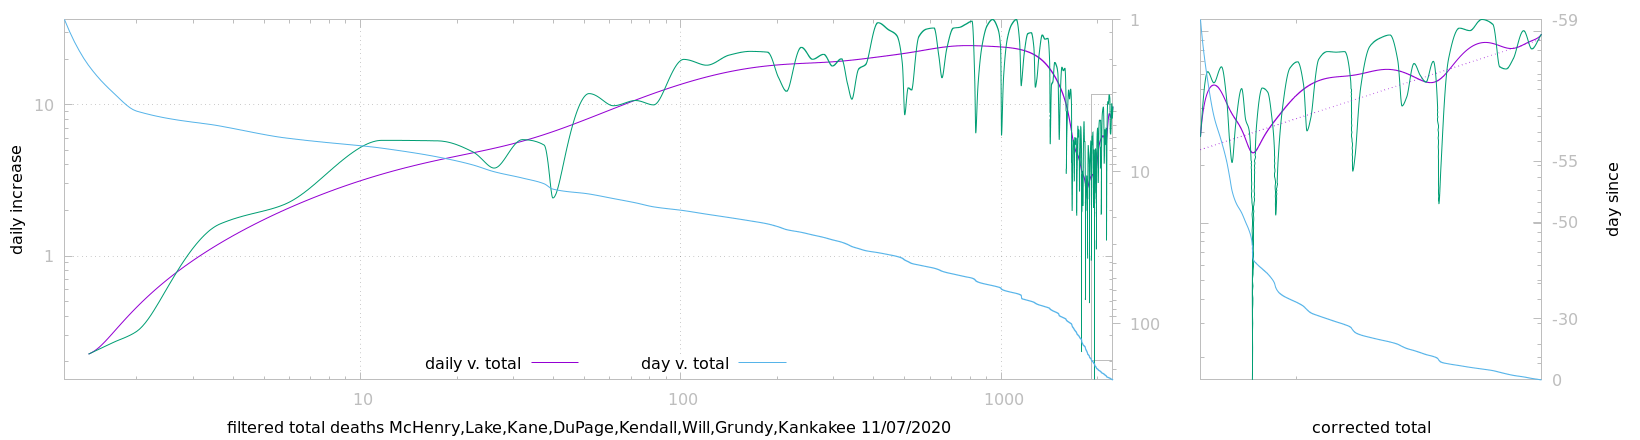 1
-59
10
daily increase
-55
10
day since
-50
1
100
-30
daily v. total
day v. total
0
10
100
1000
filtered total deaths McHenry,Lake,Kane,DuPage,Kendall,Will,Grundy,Kankakee 11/07/2020
corrected total